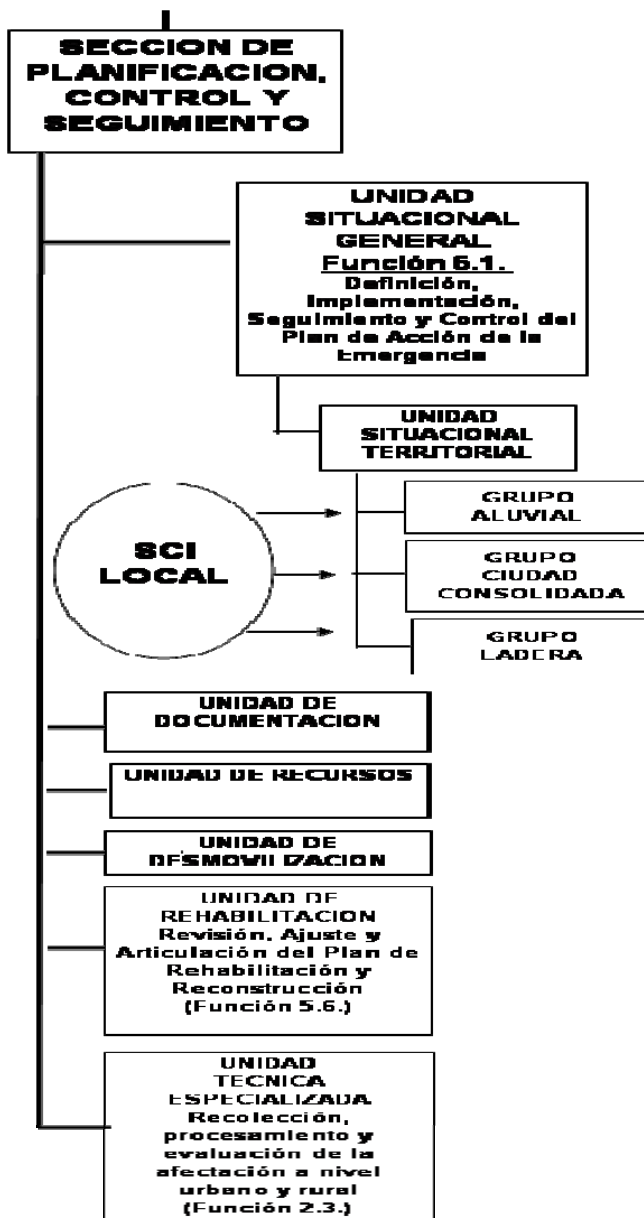 SECCION DE
PLANIFICACION,
CONTROL Y
SEGUIMIENTO
UNIDAD
SITUACIONAL
GENERAL
Función 6.1.
Definición,
Implementación,
Seguimiento y Control del
Plan de Acción de la
Emergencia
UNIDAD
SITUACIONAL
TERRITORIAL
SCI
LOCAL
GRUPO
ALUVIAL
GRUPO
CIUDAD
CONSOLIDADA
GRUPO
LADERA
UNIDAD DE
DOCUMENTACION
UNIDAD DE RECURSOS
UNIDAD DE
DESMOVILIZACION
UNIDAD DE
REHABILITACION
Revisión, Ajuste y
Articulación del Plan de
Rehabilitación y
Reconstrucción
(Función 5.6.)
UNIDAD
TECNICA
ESPECIALIZADA
Recolección,
procesamiento y
evaluación de la
afectación a nivel
urbano y rural
(Función 2.3.)